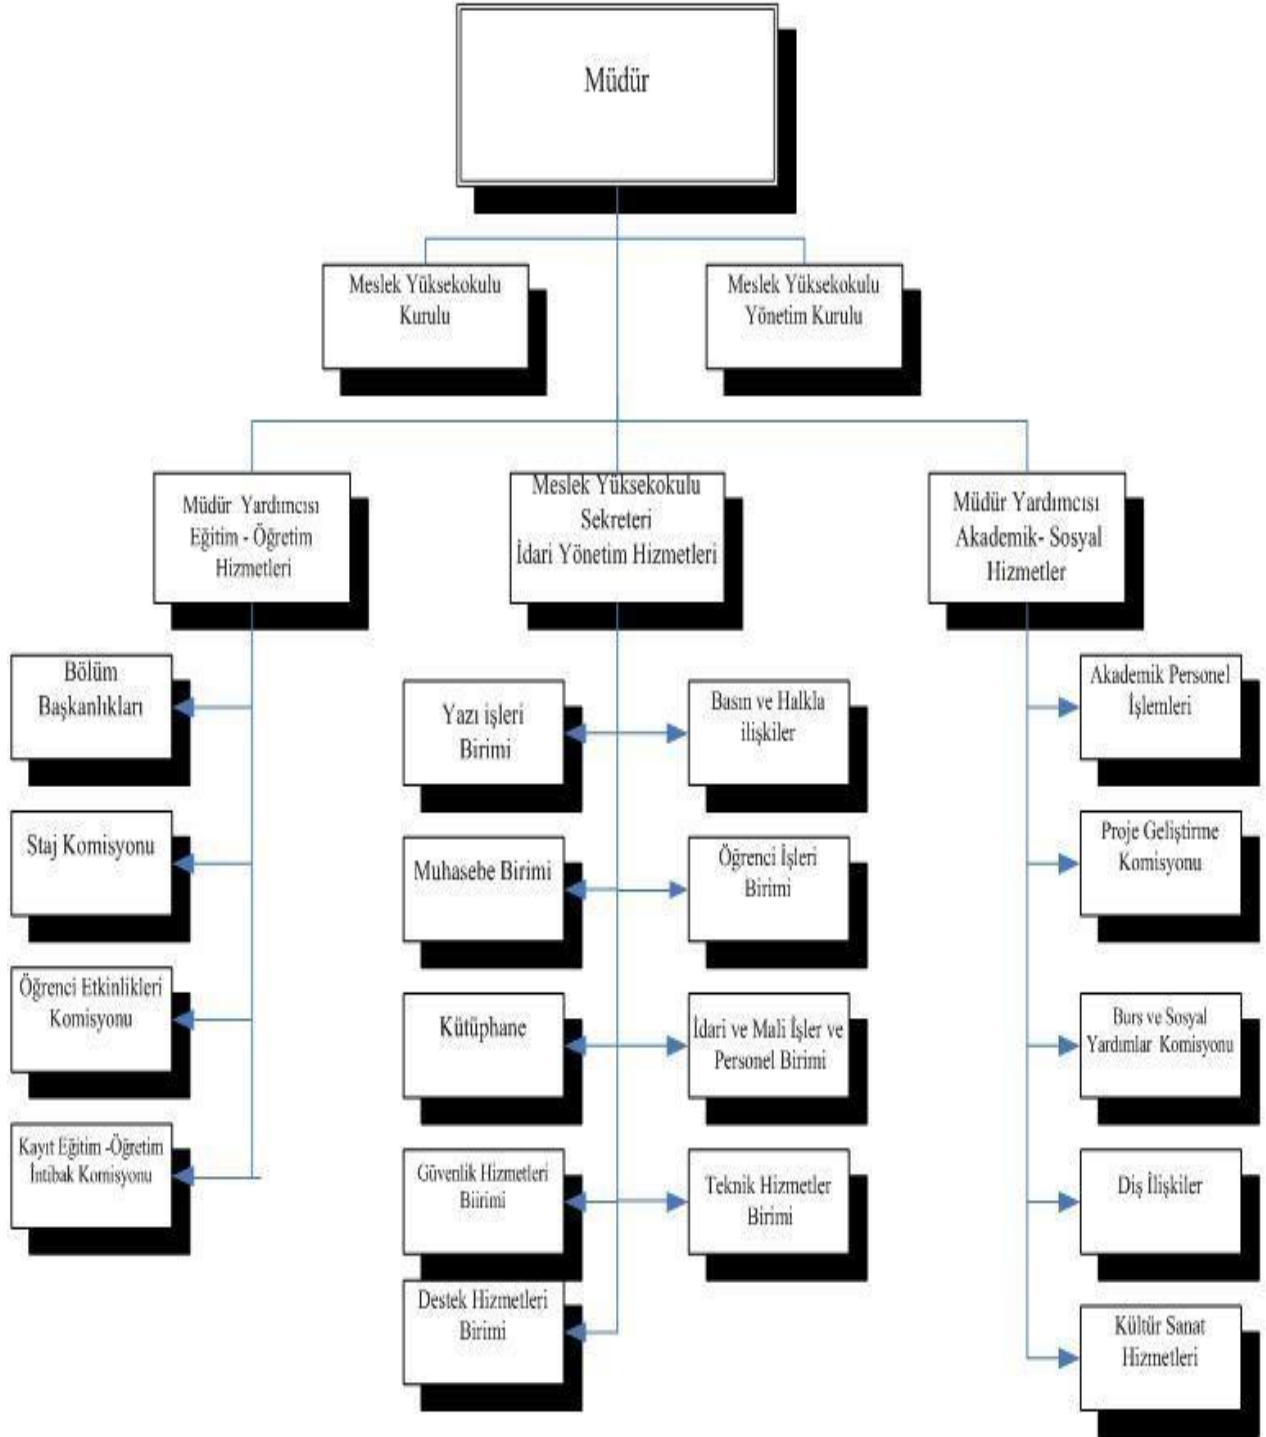 Müdür
Meslek Yüksekokulu
Kurulu
Meslek Yüksekokulu
Yönetim Kurulu
Müdür Yardımcısı
Eğitim - Öğretim
Hizmetleri
Meslek Yüksekokulu
Sekreteri
İdari Yönetim Hizmetleri
Müdür Yardımcısı
Akademik- Sosyal
Hizmetler
Bölüm
Başkanlıkları
Staj Komisyonu
Öğrenci Etkinlikleri
Komisyonu
Kayıt Eğitim -Öğretim
İntibak Komisyonu
Yazı işleri
Birimi
Muhasebe Birimi
Kütüphane
Güvenlik Hizmetleri
Biirimi
Destek Hizmetleri
Birimi
Basın ve Halkla
ilişkiler
Öğrenci İşleri
Birimi
İdari ve Mali İşler ve
Personel Birimi
Teknik Hizmetler
Birimi
Akademik Personel
İşlemleri
Proje Geliştirme
Komisyonu
Burs ve Sosyal
Yardımlar Komisyonu
Diş İlişkiler
Kültür Sanat
Hizmetleri